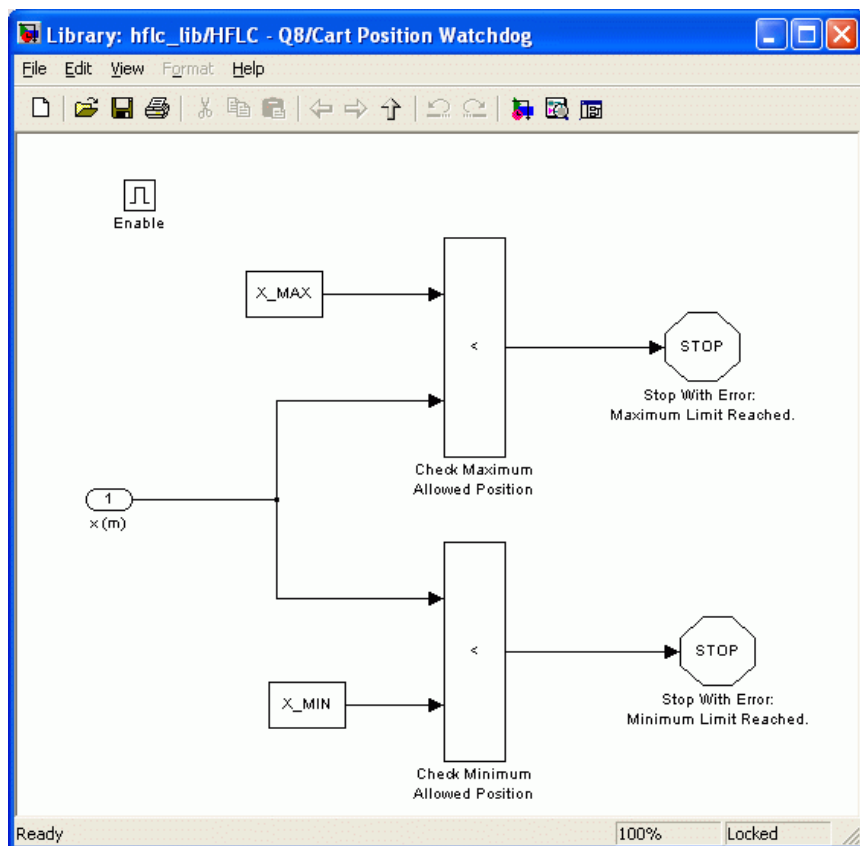 Library: hflc_lib/HFLC - Q8/Cart Position Watchdog
File Edit View Format Help
Enable
X_MAX
<
STOP
Stop With Error:
Maximum Limit Reached.
Check Maximum
Allowed Position
1
x (m)
<
STOP
X_MIN
Stop With Error:
Minimum Limit Reached.
Check Minimum
Allowed Position
Ready 100% Locked